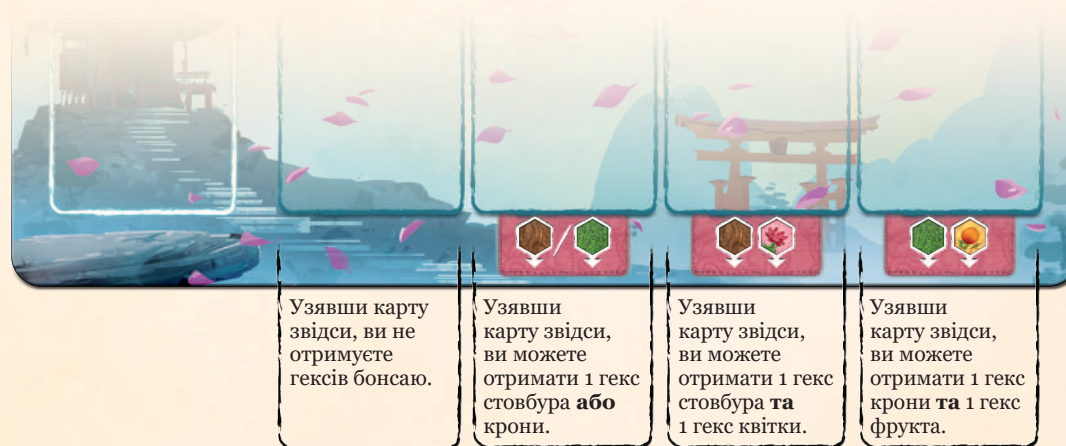 Узявши карту
звідси, ви не
отримуєте
гексів бонсаю.
Узявши
карту звідси,
ви можете
отримати 1 гекс
стовбура або
крони.
Узявши
карту звідси,
ви можете
отримати 1 гекс
стовбура та
1 гекс квітки.
Узявши
карту звідси,
ви можете
отримати 1 гекс
крони та 1 гекс
фрукта.